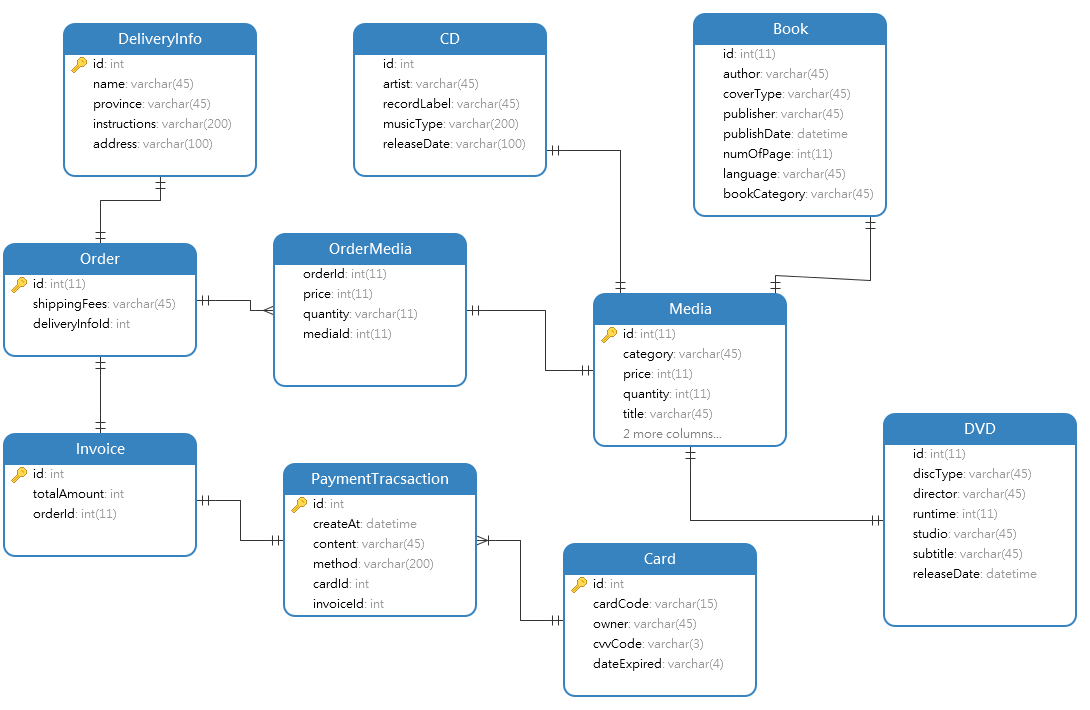 DeliveryInfo
id: int
name: varchar(45)
province: varchar(45)
instructions: varchar(200)
address: varchar(100)
CD
id: int
artist: varchar(45)
recordLabel: varchar(45)
musicType: varchar(200)
releaseDate: varchar(100)
Book
id: int(11)
author: varchar(45)
coverType: varchar(45)
publisher: varchar(45)
publishDate: datetime
numOfPage: int(11)
language: varchar(45)
bookCategory: varchar(45)
Order
id: int(11)
shippingFees: varchar(45)
deliveryInfoId: int
OrderMedia
orderId: int(11)
price: int(11)
quantity: varchar(11)
mediaId: int(11)
Media
id: int(11)
category: varchar(45)
price: int(11)
quantity: int(11)
title: varchar(45)
2 more columns...
Invoice
id: int
totalAmount: int
orderId: int(11)
PaymentTracsaction
id: int
createAt: datetime
content: varchar(45)
method: varchar(200)
cardId: int
invoiceId: int
Card
id: int
cardCode: varchar(15)
owner: varchar(45)
cvvCode: varchar(3)
dateExpired: varchar(4)
DVD
id: int(11)
discType: varchar(45)
director: varchar(45)
runtime: int(11)
studio: varchar(45)
subtitle: varchar(45)
releaseDate: datetime